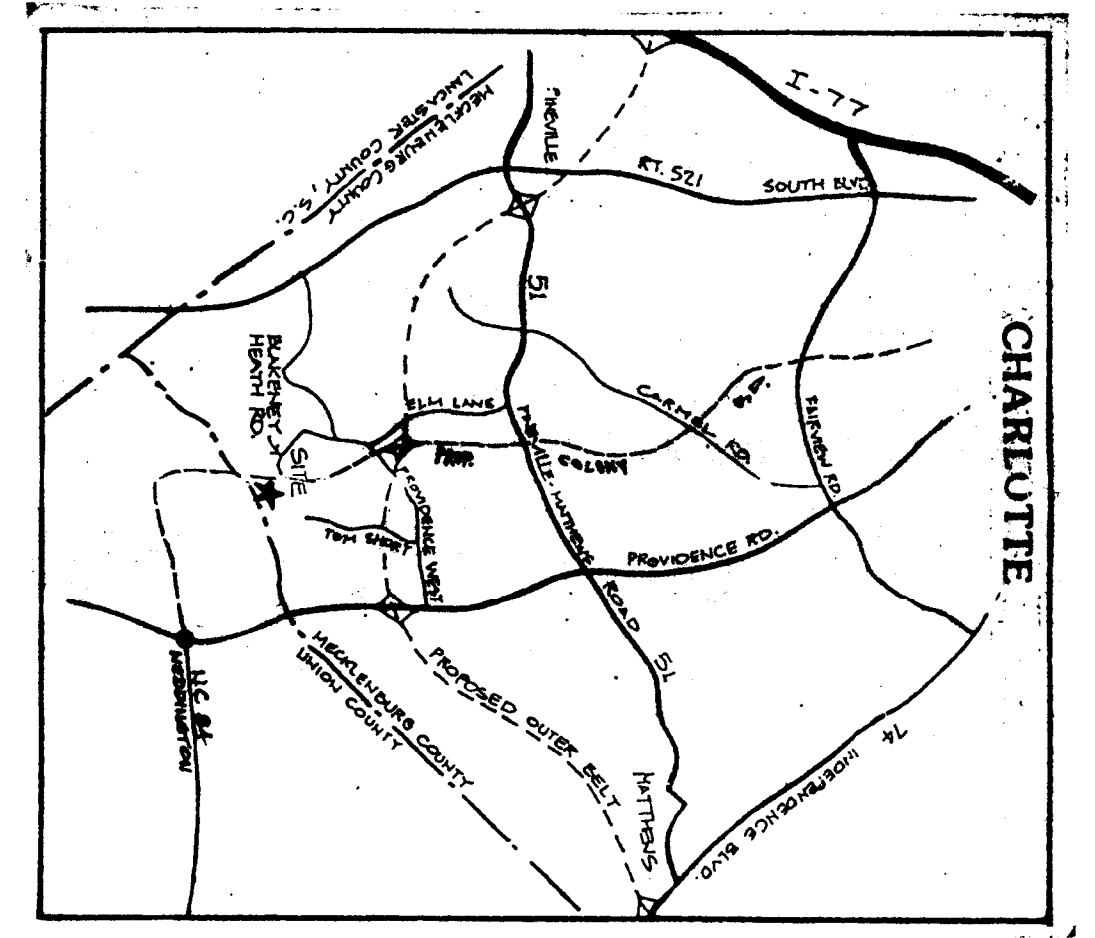 I-77
PINEVILLE
MECKLENBURG COUNTY
LANCASTER COUNTY, S.C.
RT. 521
SOUTH BLVD.
51
CHARLOTTE
BLAKENEY
HEATH RD.
ELM LANE
CARMEL RD.
FAIRVIEW RD.
PROP.
COLONY
SITE
PINEVILLE-MATTHEWS ROAD
PROVIDENCE WEST
TOM SHORT
PROVIDENCE RD.
51
MECKLENBURG COUNTY
UNION COUNTY
NC 84
WEDDINGTON
PROPOSED OUTER BELT
MATTHEWS
74 INDEPENDENCE BLVD.